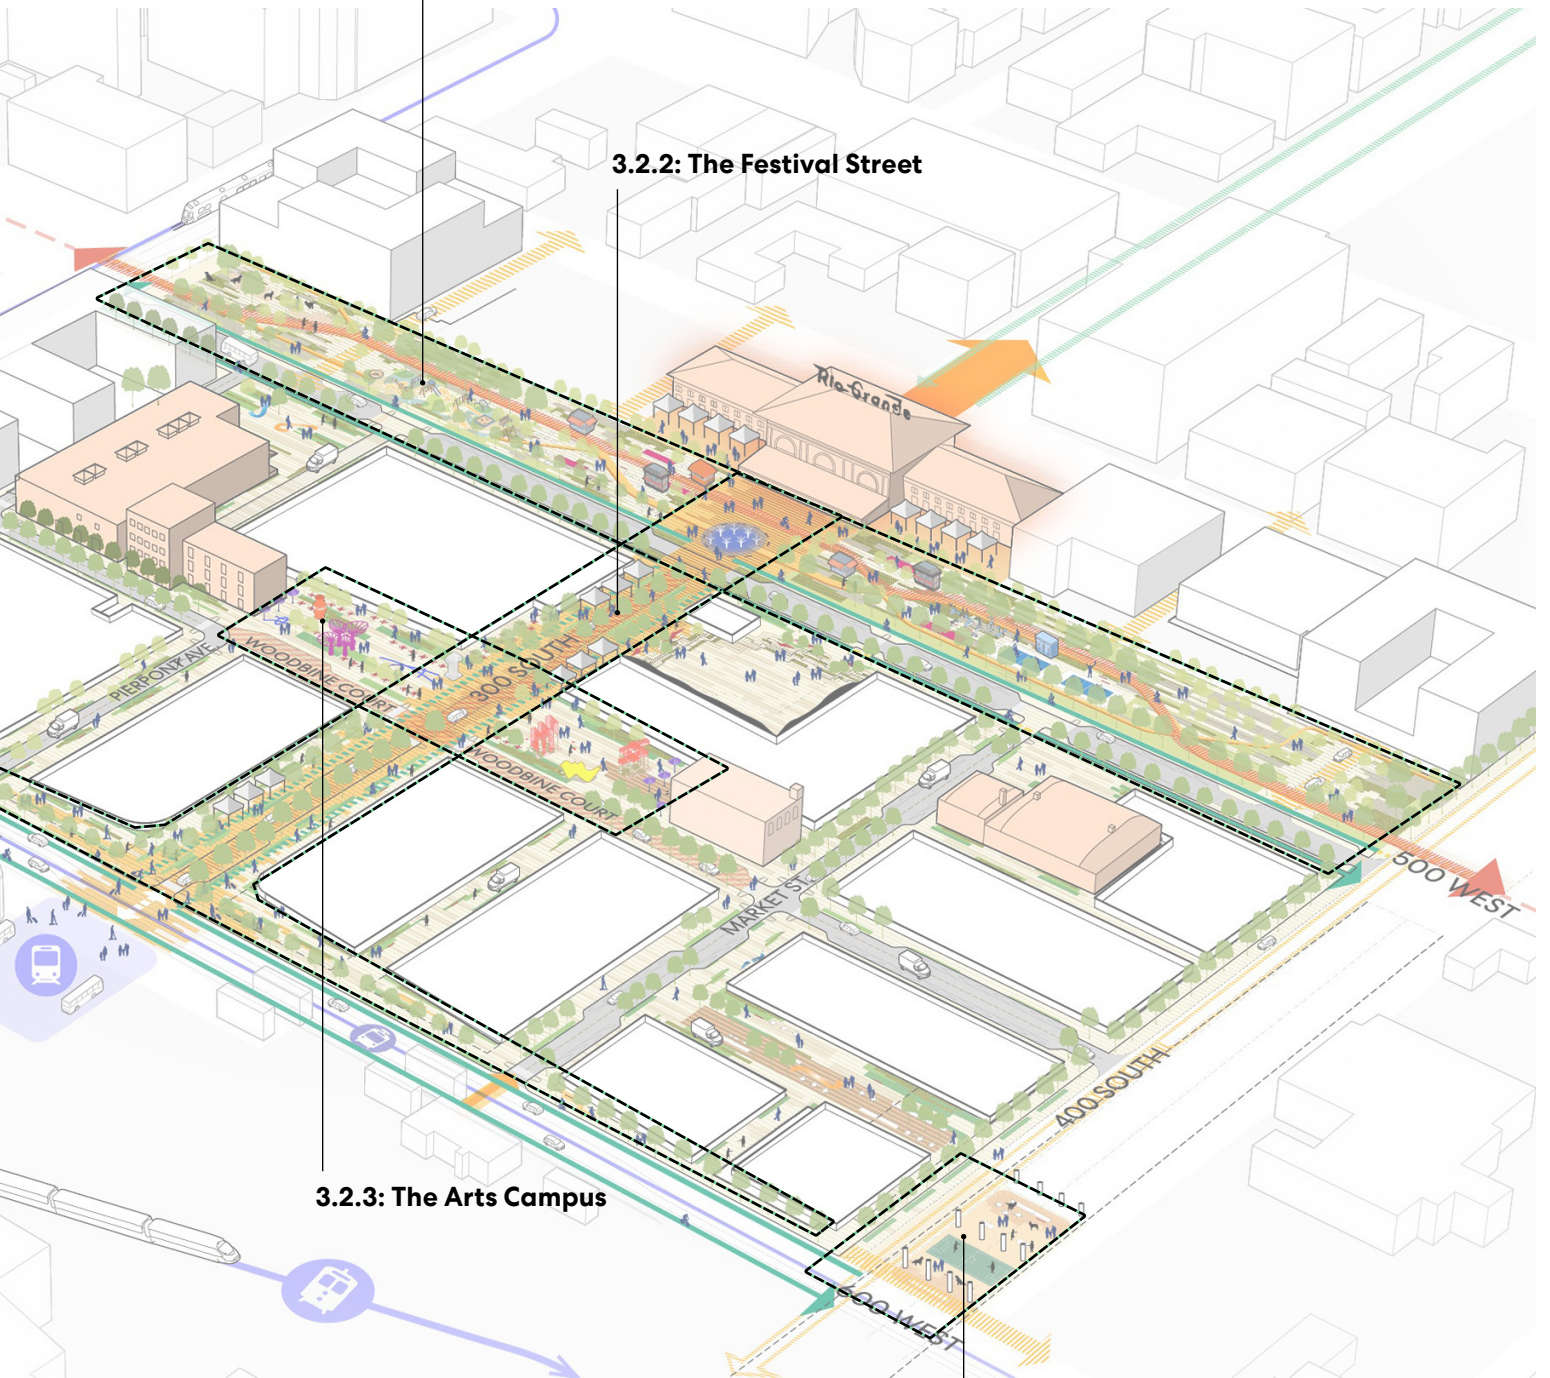 3.2.2: The Festival Street
Rio Grande
300 SOUTH
WOODBINE COURT
PIERPONT AVE
WOODBINE COURT
MARKET ST.
500 WEST
400 SOUTH
3.2.3: The Arts Campus
600 WEST